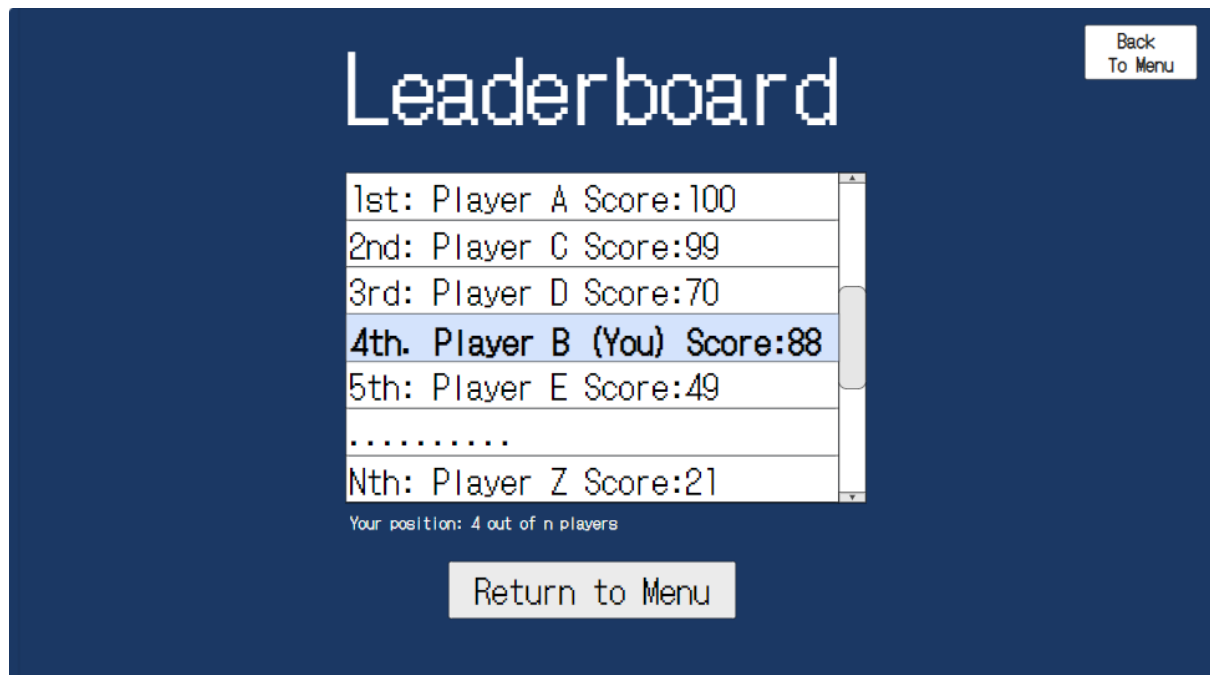 Leaderboard
Back
To Menu
1st: Player A Score:100
2nd: Player C Score:99
3rd: Player D Score:70
4th. Player B (You) Score:88
5th: Player E Score:49
..........
Nth: Player Z Score:21
Your position: 4 out of n players
Return to Menu